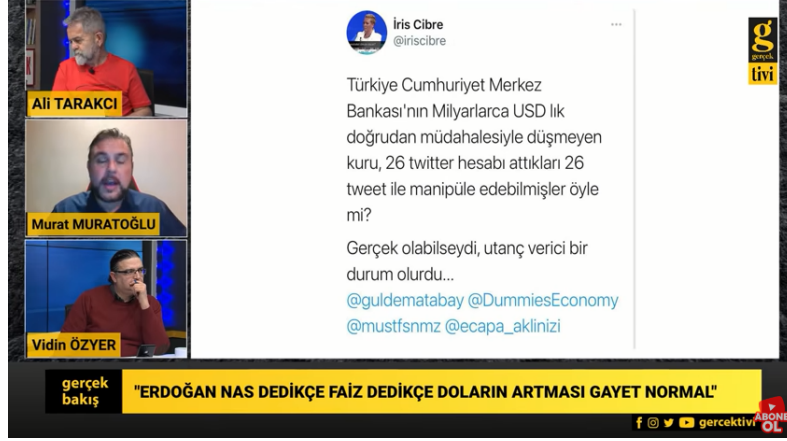 İris Cibre
@iriscibre
Türkiye Cumhuriyet Merkez
Bankası'nın Milyarlarca USD lık
doğrudan müdahalesiyle düşmeyen
kuru, 26 twitter hesabı attıkları 26
tweet ile manipüle edebilmişler öyle
mi?
Gerçek olabilseydi, utanç verici bir
durum olurdu...
@guldematabay @DummiesEconomy
@mustfsnmz @ecapa_aklinizi
g
gerçek
tivi
Ali TARAKCI
Murat MURATOĞLU
Vidin ÖZYER
gerçek
bakış
"ERDOĞAN NAS DEDİKÇE FAİZ DEDİKÇE DOLARIN ARTMASI GAYET NORMAL"
gercektivi
ABONE
OL